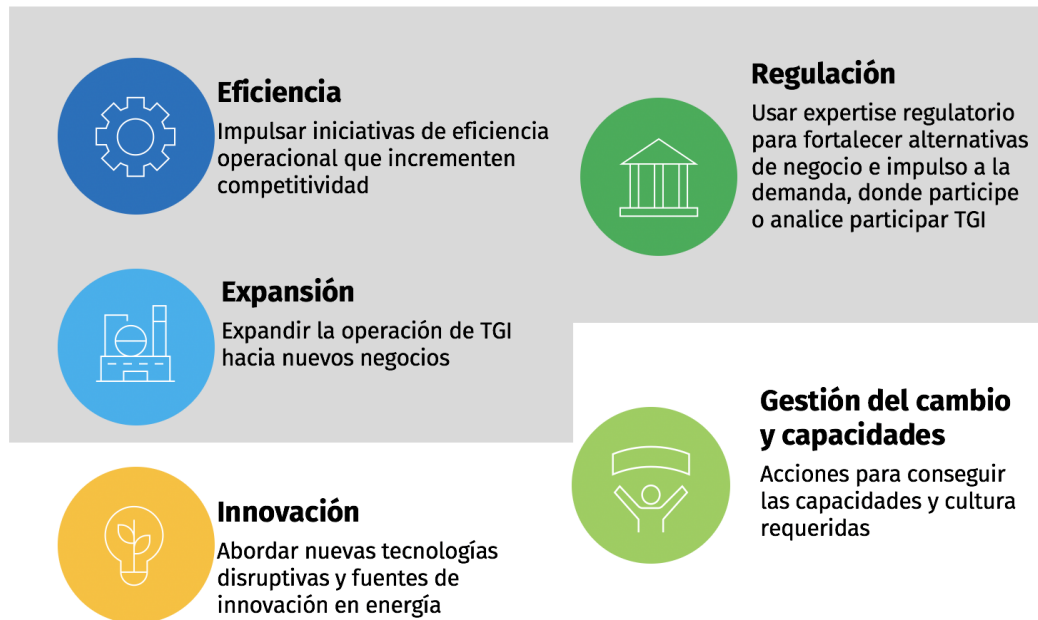 Eficiencia
Impulsar iniciativas de eficiencia
operacional que incrementen
competitividad
Expansión
Expandir la operación de TGI
hacia nuevos negocios
Innovación
Abordar nuevas tecnologías
disruptivas y fuentes de
innovación en energía
Regulación
Usar expertise regulatorio
para fortalecer alternativas
de negocio e impulso a la
demanda, donde participe
o analice participar TGI
Gestión del cambio
y capacidades
Acciones para conseguir
las capacidades y cultura
requeridas